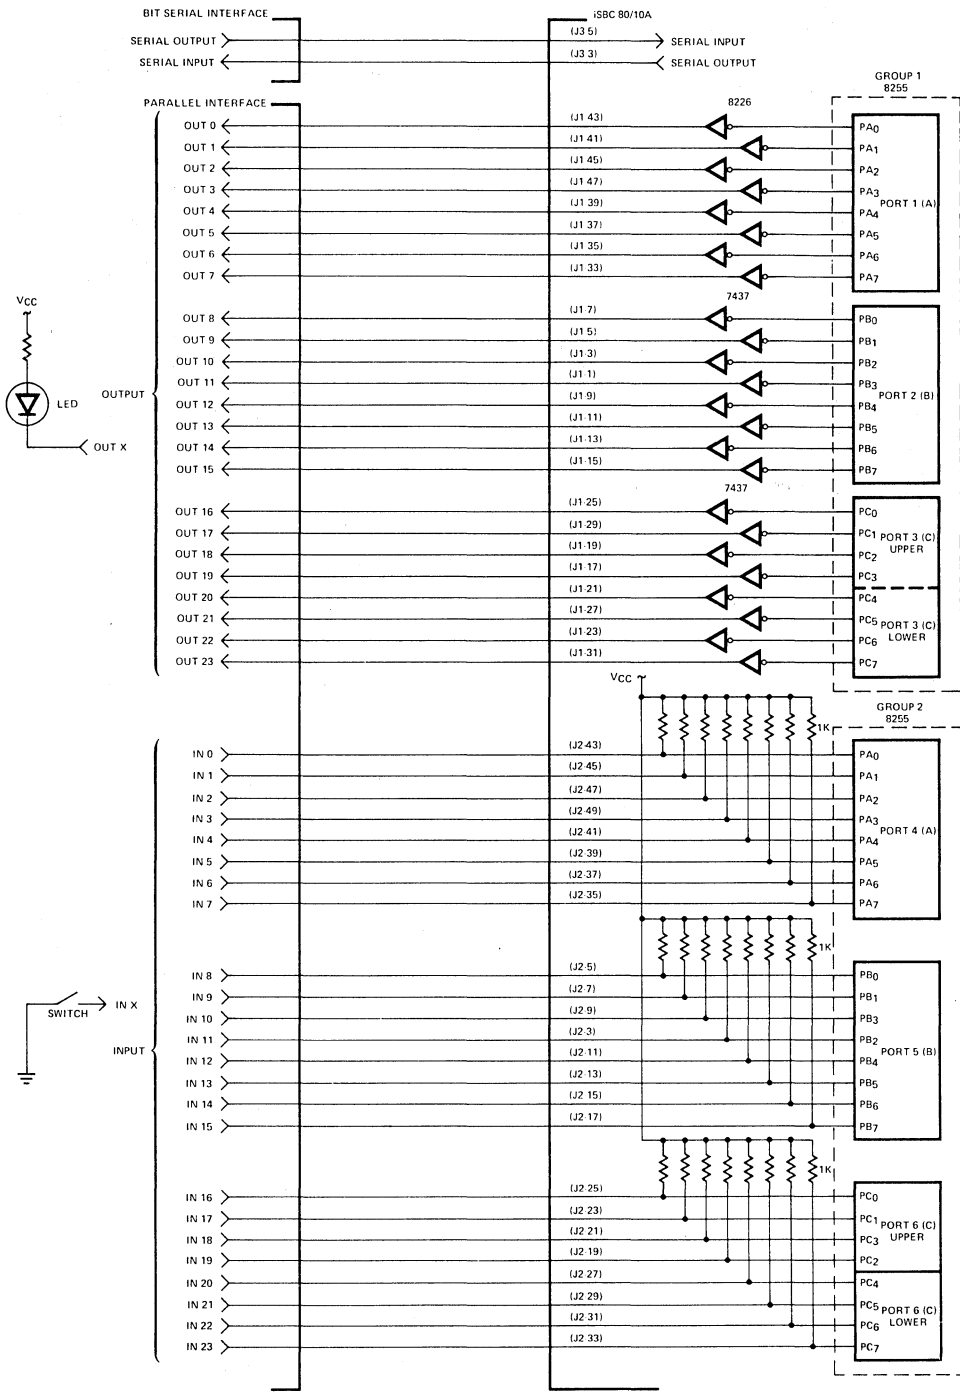 BIT SERIAL INTERFACE iSBC 80/10A
SERIAL OUTPUT (J3 5) SERIAL INPUT
SERIAL INPUT (J3 3) SERIAL OUTPUT
GROUP 1
8255
PARALLEL INTERFACE 8226
OUT 0 (J1 43) PA0
OUT 1 (J1 41) PA1
OUT 2 (J1 45) PA2
OUT 3 (J1 47) PA3
PORT 1 (A)
OUT 4 (J1 39) PA4
OUT 5 (J1 37) PA5
OUT 6 (J1 35) PA6
OUT 7 (J1 33) PA7
VCC
7437
OUT 8 (J1-7) PB0
OUT 9 (J1 5) PB1
OUT 10 (J1-3) PB2
OUT 11 (J1-1) PB3
OUTPUT PORT 2 (B)
LED
OUT 12 (J1-9) PB4
OUT 13 (J1-11) PB5
OUT X
OUT 14 (J1-13) PB6
OUT 15 (J1-15) PB7
7437
OUT 16 (J1-25) PC0
OUT 17 (J1-29) PC1 PORT 3 (C)
UPPER
OUT 18 (J1-19) PC2
OUT 19 (J1-17) PC3
OUT 20 (J1-21) PC4
OUT 21 (J1-27) PC5 PORT 3 (C)
LOWER
OUT 22 (J1-23) PC6
OUT 23 (J1-31) PC7
VCC
GROUP 2
8255
1K
IN 0 (J2-43) PA0
IN 1 (J2-45) PA1
IN 2 (J2-47) PA2
IN 3 (J2-49) PA3
PORT 4 (A)
IN 4 (J2-41) PA4
IN 5 (J2-39) PA5
IN 6 (J2-37) PA6
IN 7 (J2-35) PA7
1K
IN 8 (J2-5) PB0
IN 9 (J2-7) PB1
IN X
SWITCH
IN 10 (J2-9) PB3
IN 11 (J2-3) PB2
INPUT PORT 5 (B)
IN 12 (J2-11) PB4
IN 13 (J2-13) PB5
IN 14 (J2 15) PB6
IN 15 (J2-17) PB7
1K
IN 16 (J2-25) PC0
IN 17 (J2-23) PC1 PORT 6 (C)
UPPER
IN 18 (J2 21) PC3
IN 19 (J2-19) PC2
IN 20 (J2-27) PC4
IN 21 (J2 29) PC5 PORT 6 (C)
LOWER
IN 22 (J2-31) PC6
IN 23 (J2-33) PC7